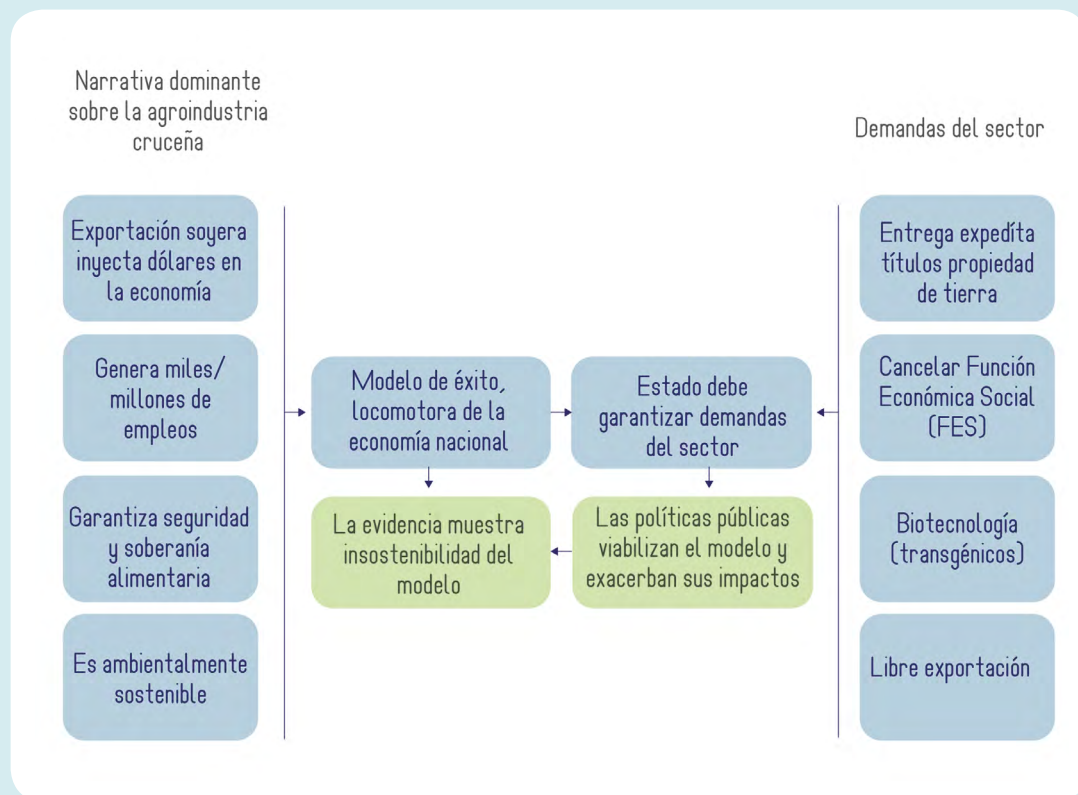 Narrativa dominante
sobre la agroindustria
cruceña
Exportación soyera
inyecta dólares en
la economía
Genera miles/
millones de
empleos
Garantiza seguridad
y soberanía
alimentaria
Es ambientalmente
sostenible
Modelo de éxito,
locomotora de la
economía nacional
Estado debe
garantizar demandas
del sector
La evidencia muestra
insostenibilidad del
modelo
Las políticas públicas
viabilizan el modelo y
exacerban sus impactos
Demandas del sector
Entrega expedíta
títulos propiedad
de tierra
Cancelar Función
Económica Social
(FES)
Biotecnología
(transgénicos)
Libre exportación